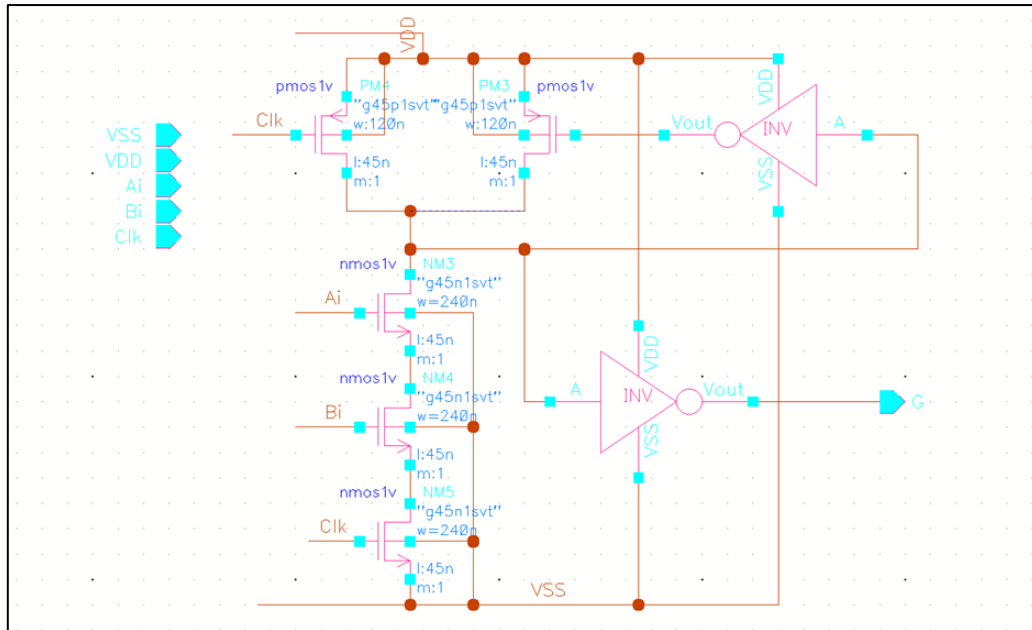 VDD
pmos1v PM4 PM3 pmos1v
"g45p1svt" "g45p1svt"
w:120n w:120n
Clk
l:45n l:45n
m:1 m:1
Vout INV A
VDD
VSS
VSS
VDD
Ai
Bi
Clk
nmos1v NM3
"g45n1svt"
w=240n
Ai
l:45n
m:1
nmos1v NM4
"g45n1svt"
w=240n
Bi
l:45n
m:1
nmos1v NM5
"g45n1svt"
w=240n
Clk
l:45n
m:1
VDD
A INV Vout
VSS
G
VSS